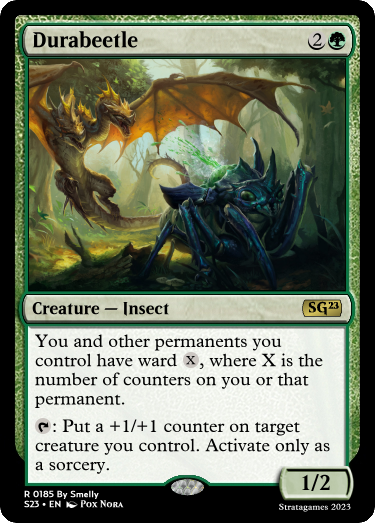 Durabeetle 2
Creature — Insect SG23
You and other permanents you
control have ward X, where X is the
number of counters on you or that
permanent.
: Put a +1/+1 counter on target
creature you control. Activate only as
a sorcery.
1/2
R 0185 By Smelly
S23 • EN Pox Nora
Stratagames 2023